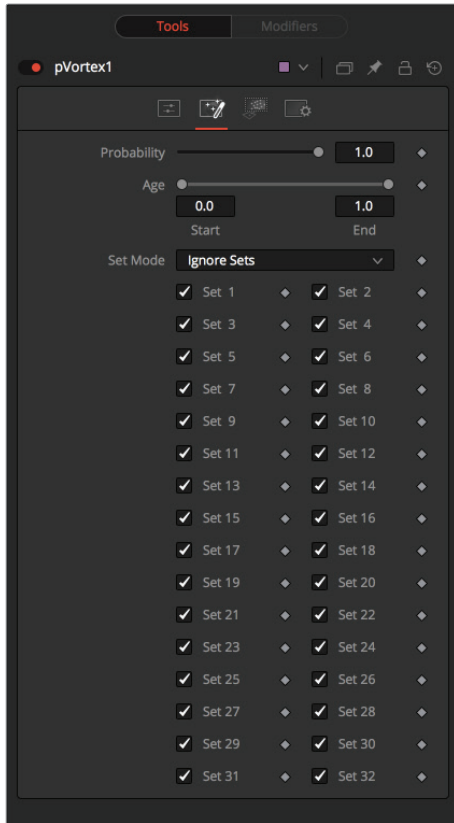 Tools Modifiers
pVortex1
Probability 1.0
Age
0.0 1.0
Start End
Set Mode Ignore Sets
Set 1 Set 2
Set 3 Set 4
Set 5 Set 6
Set 7 Set 8
Set 9 Set 10
Set 11 Set 12
Set 13 Set 14
Set 15 Set 16
Set 17 Set 18
Set 19 Set 20
Set 21 Set 22
Set 23 Set 24
Set 25 Set 26
Set 27 Set 28
Set 29 Set 30
Set 31 Set 32